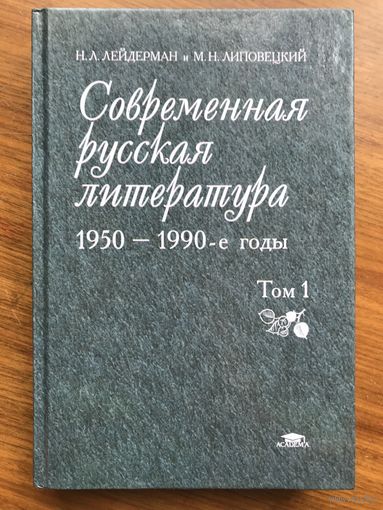 Н. Л. ЛЕЙДЕРМАН и М. Н. ЛИПОВЕЦКИЙ
Современная
русская
литература
1950 — 1990-е годы
Том 1
ACADEMA